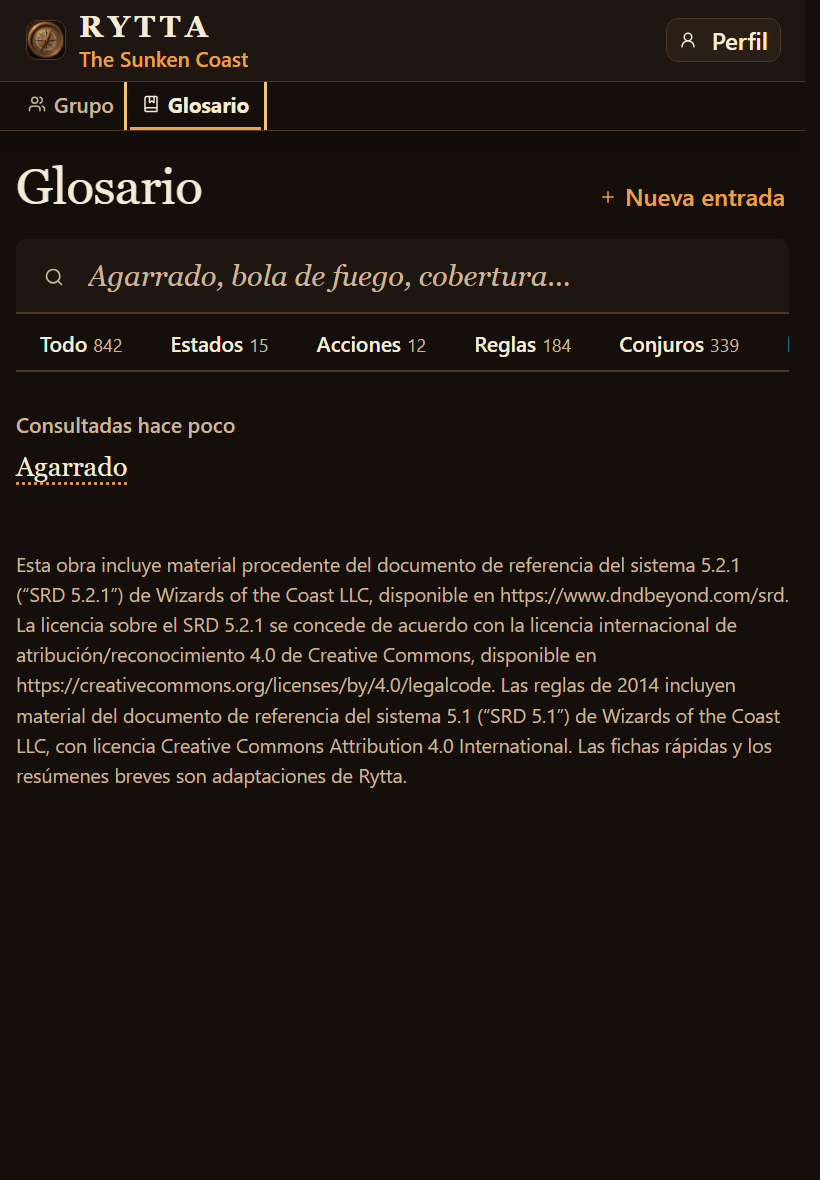 RYTTA
The Sunken Coast
Perfil
Grupo
Glosario
Glosario
+ Nueva entrada
Agarrado, bola de fuego, cobertura...
Todo 842 Estados 15 Acciones 12 Reglas 184 Conjuros 339
Consultadas hace poco
Agarrado
Esta obra incluye material procedente del documento de referencia del sistema 5.2.1
(“SRD 5.2.1”) de Wizards of the Coast LLC, disponible en https://www.dndbeyond.com/srd.
La licencia sobre el SRD 5.2.1 se concede de acuerdo con la licencia internacional de
atribución/reconocimiento 4.0 de Creative Commons, disponible en
https://creativecommons.org/licenses/by/4.0/legalcode. Las reglas de 2014 incluyen
material del documento de referencia del sistema 5.1 (“SRD 5.1”) de Wizards of the Coast
LLC, con licencia Creative Commons Attribution 4.0 International. Las fichas rápidas y los
resúmenes breves son adaptaciones de Rytta.